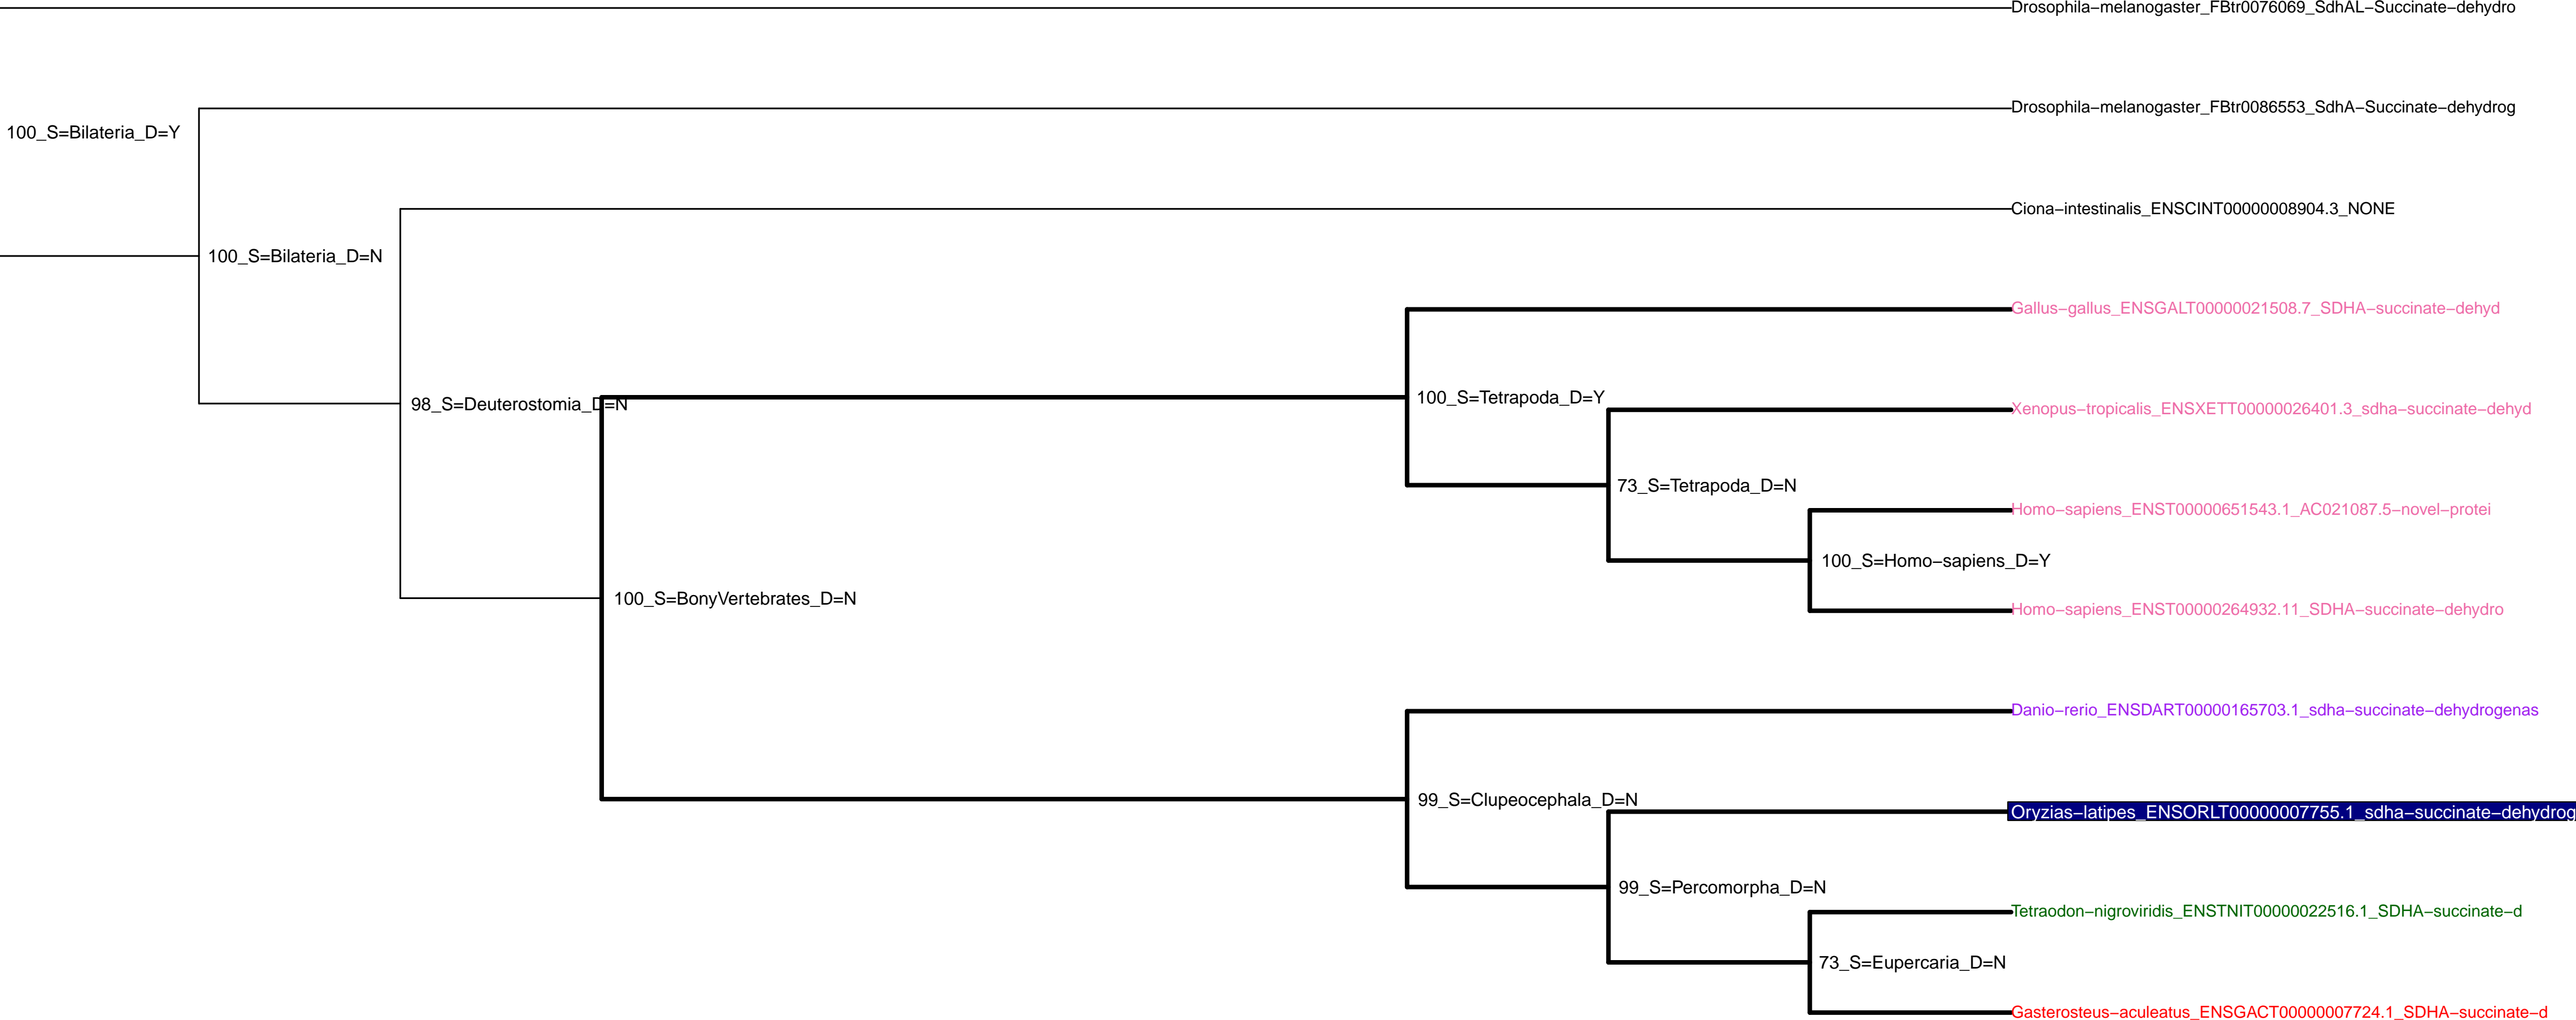 Drosophila−melanogaster_FBtr0076069_SdhAL−Succinate−dehydro
Drosophila−melanogaster_FBtr0086553_SdhA−Succinate−dehydrog
100_S=Bilateria_D=Y
Ciona−intestinalis_ENSCINT00000008904.3_NONE
100_S=Bilateria_D=N
Gallus−gallus_ENSGALT00000021508.7_SDHA−succinate−dehyd
100_S=Tetrapoda_D=Y
98_S=Deuterostomia_D=N
Xenopus−tropicalis_ENSXETT00000026401.3_sdha−succinate−dehyd
73_S=Tetrapoda_D=N
Homo−sapiens_ENST00000651543.1_AC021087.5−novel−protei
100_S=Homo−sapiens_D=Y
100_S=BonyVertebrates_D=N
Homo−sapiens_ENST00000264932.11_SDHA−succinate−dehydro
Danio−rerio_ENSDART00000165703.1_sdha−succinate−dehydrogenas
99_S=Clupeocephala_D=N
Oryzias−latipes_ENSORLT00000007755.1_sdha−succinate−dehydrog
99_S=Percomorpha_D=N
Tetraodon−nigroviridis_ENSTNIT00000022516.1_SDHA−succinate−d
73_S=Eupercaria_D=N
Gasterosteus−aculeatus_ENSGACT00000007724.1_SDHA−succinate−d